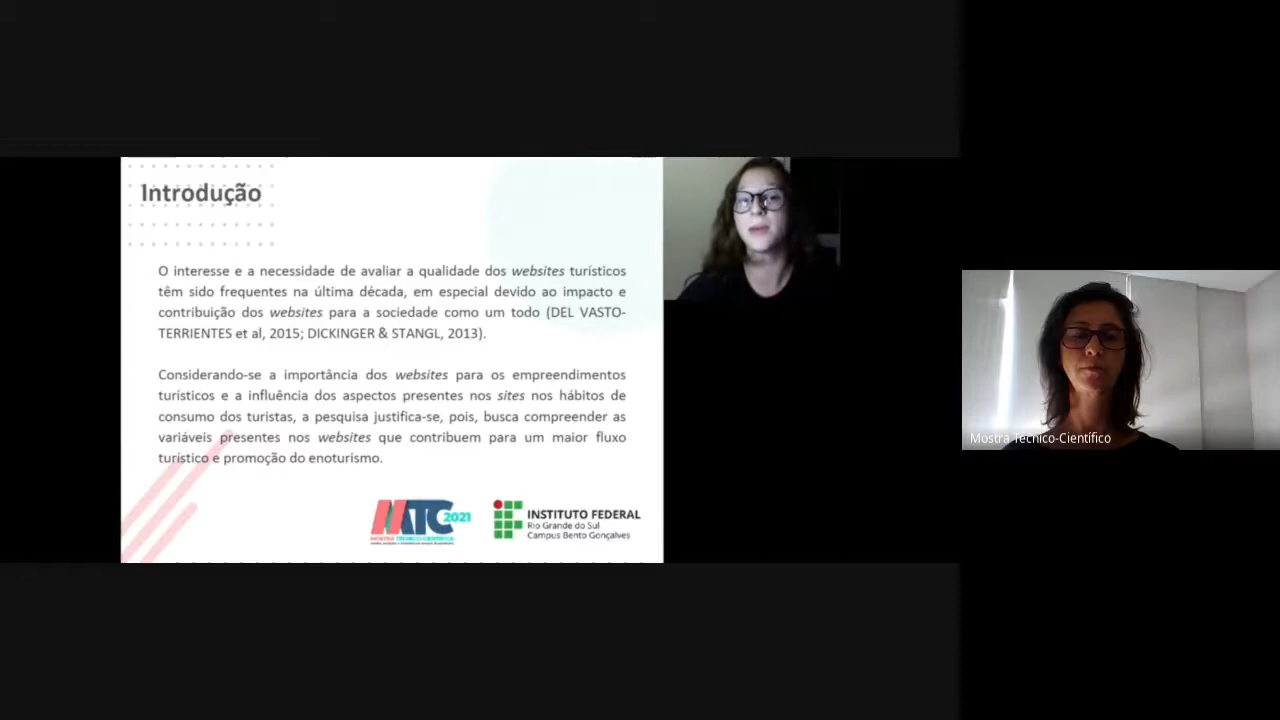 Introdução
O interesse e a necessidade de avaliar a qualidade dos websites turísticos
têm sido frequentes na última década, em especial devido ao impacto e
contribuição dos websites para a sociedade como um todo (DEL VASTO-
TERRIENTES et al, 2015; DICKINGER & STANGL, 2013).
Considerando-se a importância dos websites para os empreendimentos
turísticos e a influência dos aspectos presentes nos sites nos hábitos de
consumo dos turistas, a pesquisa justifica-se, pois, busca compreender as
variáveis presentes nos websites que contribuem para um maior fluxo
turístico e promoção do enoturismo.
MTC 2021
MOSTRA TÉCNICO-CIENTÍFICA
INSTITUTO FEDERAL
Rio Grande do Sul
Campus Bento Gonçalves
Mostra Técnico-Científico